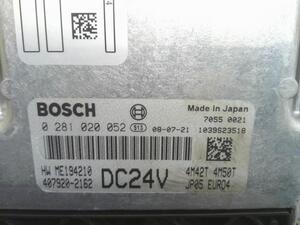 BOSCH
Made in Japan
7055 0021
0 281 020 052 S13 08-07-21 1039S23518
HW ME194210 DC24V 4M42T 4M50T
407920-2162 JP05 EURO4